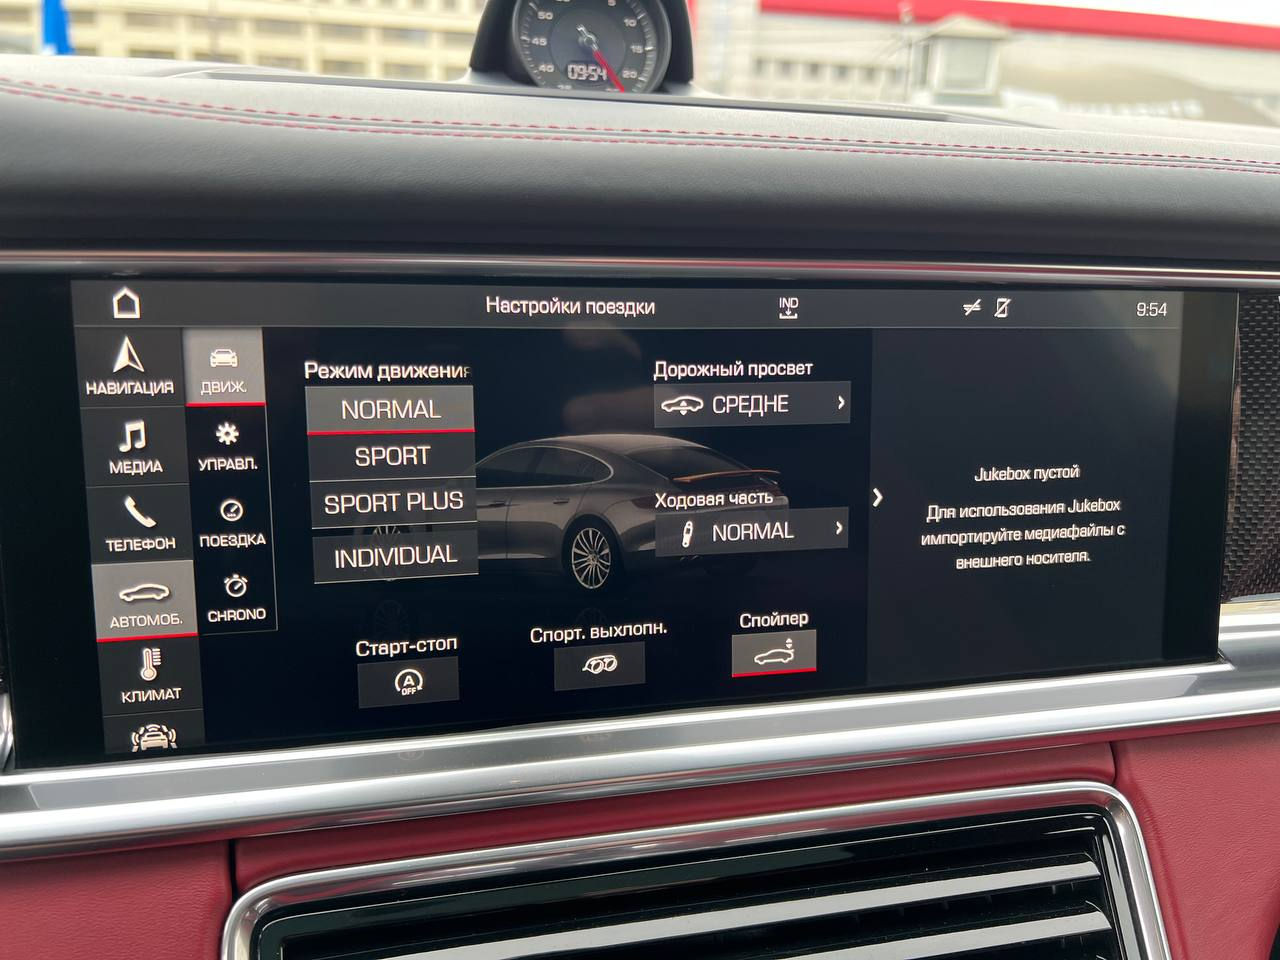 50
5
10
45
15
40
20
09:54
Настройки поездки
IND
9:54
НАВИГАЦИЯ
МЕДИА
ТЕЛЕФОН
АВТОМОБ.
КЛИМАТ
ДВИЖ.
УПРАВЛ.
ПОЕЗДКА
CHRONO
Режим движения
NORMAL
SPORT
SPORT PLUS
INDIVIDUAL
Дорожный просвет
СРЕДНЕ
Ходовая часть
NORMAL
Старт-стоп
A
OFF
Спорт. выхлопн.
Спойлер
Jukebox пустой
Для использования Jukebox
импортируйте медиафайлы с
внешнего носителя.